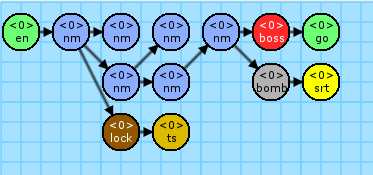 <0> <0> <0> <0> <0> <0> <0>
en nm nm nm nm boss go
<0> <0> <0> <0>
nm nm bomb srt
<0> <0>
lock ts